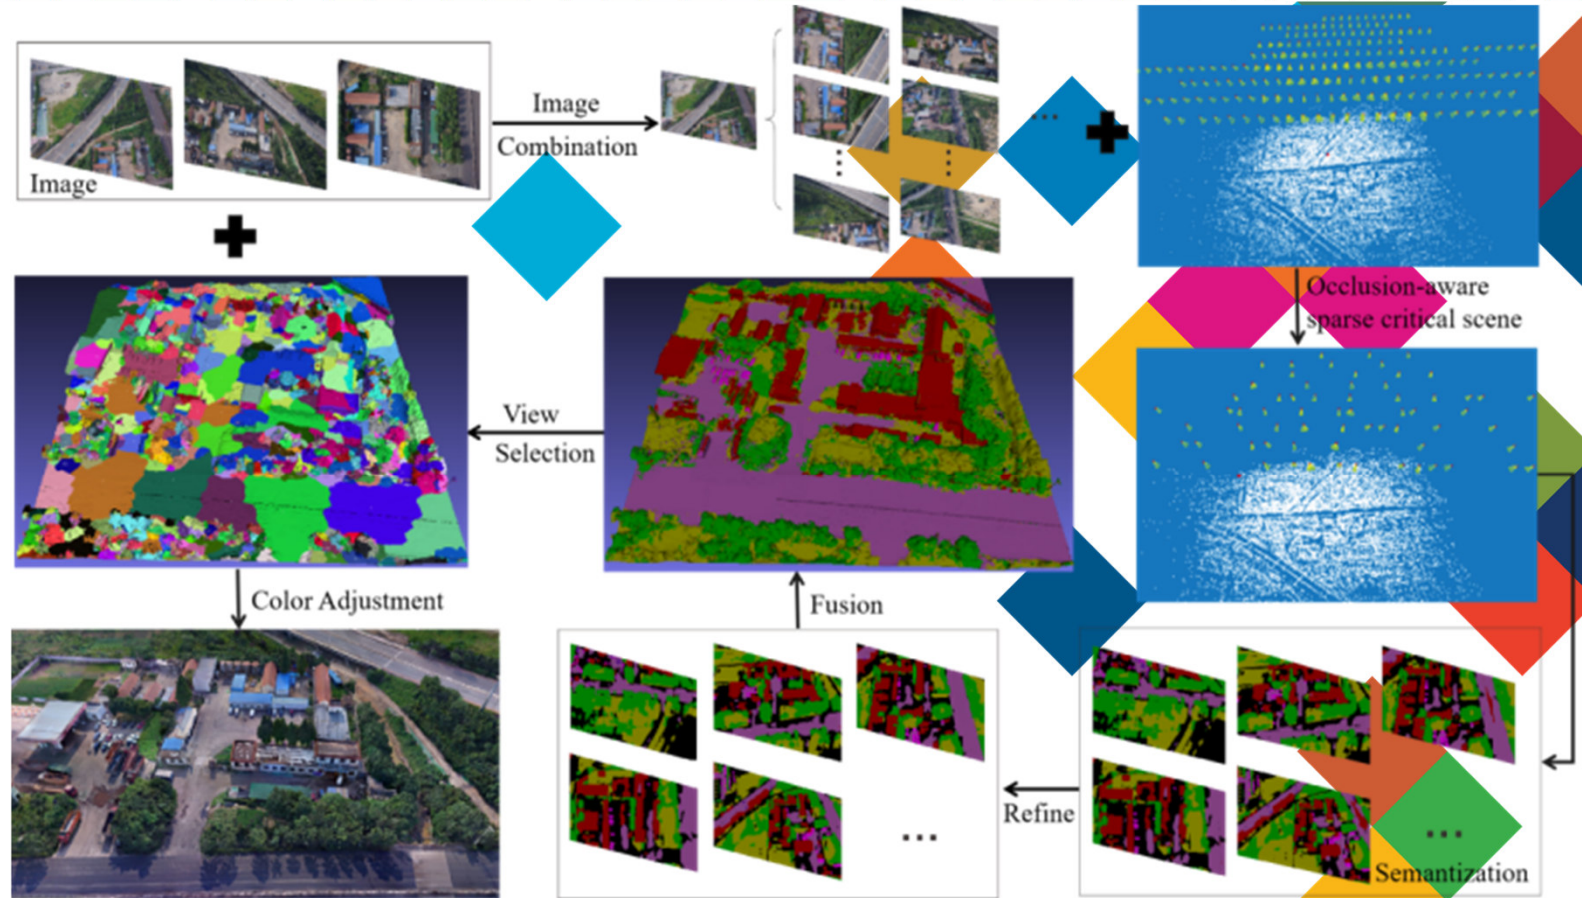 Image
Image
Combination
...
Occlusion-aware
sparse critical scene
View
Selection
Color Adjustment
Fusion
Refine
...
...
Semantization